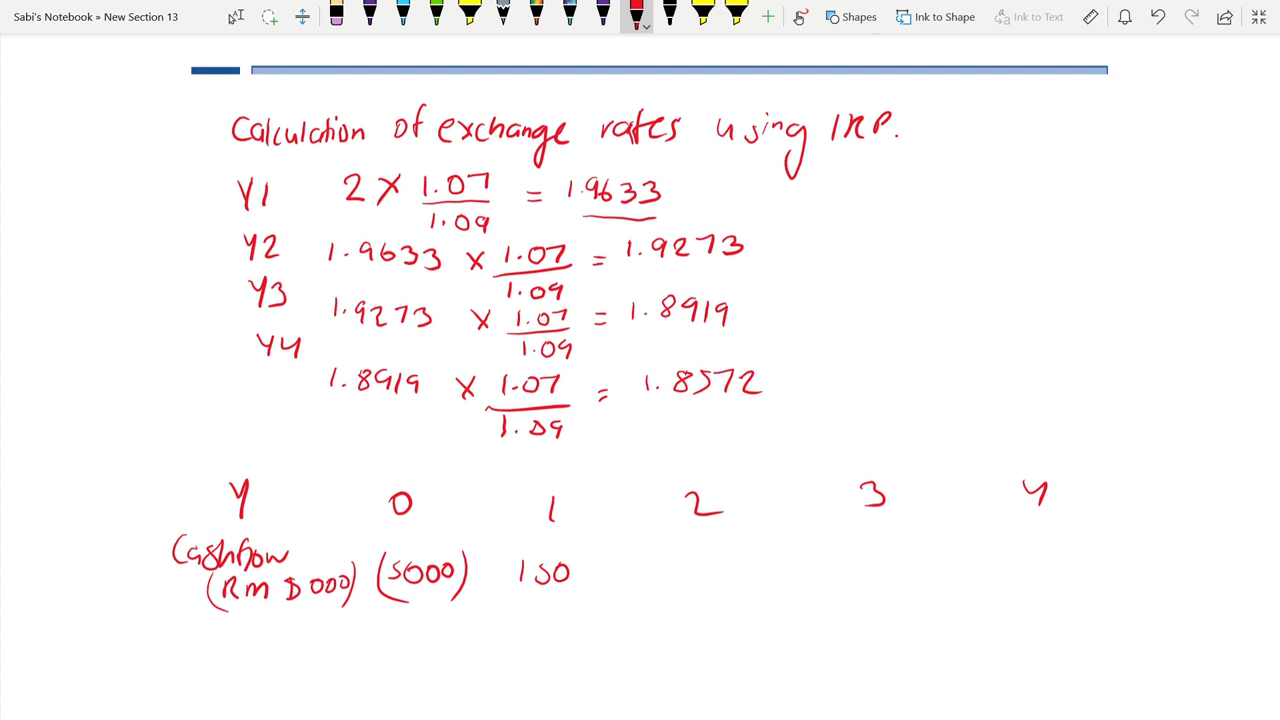 Sabi's Notebook » New Section 13
Shapes Ink to Shape Ink to Text
Calculation of exchange rates using IRP.
Y1 2 × 1.07 = 1.9633
1.09
Y2 1.9633 × 1.07 = 1.9273
1.09
Y3 1.9273 × 1.07 = 1.8919
1.09
Y4
1.8919 × 1.07 = 1.8572
1.09
Y 0 1 2 3 4
Cashflow
(Rm $000) (5000) 150